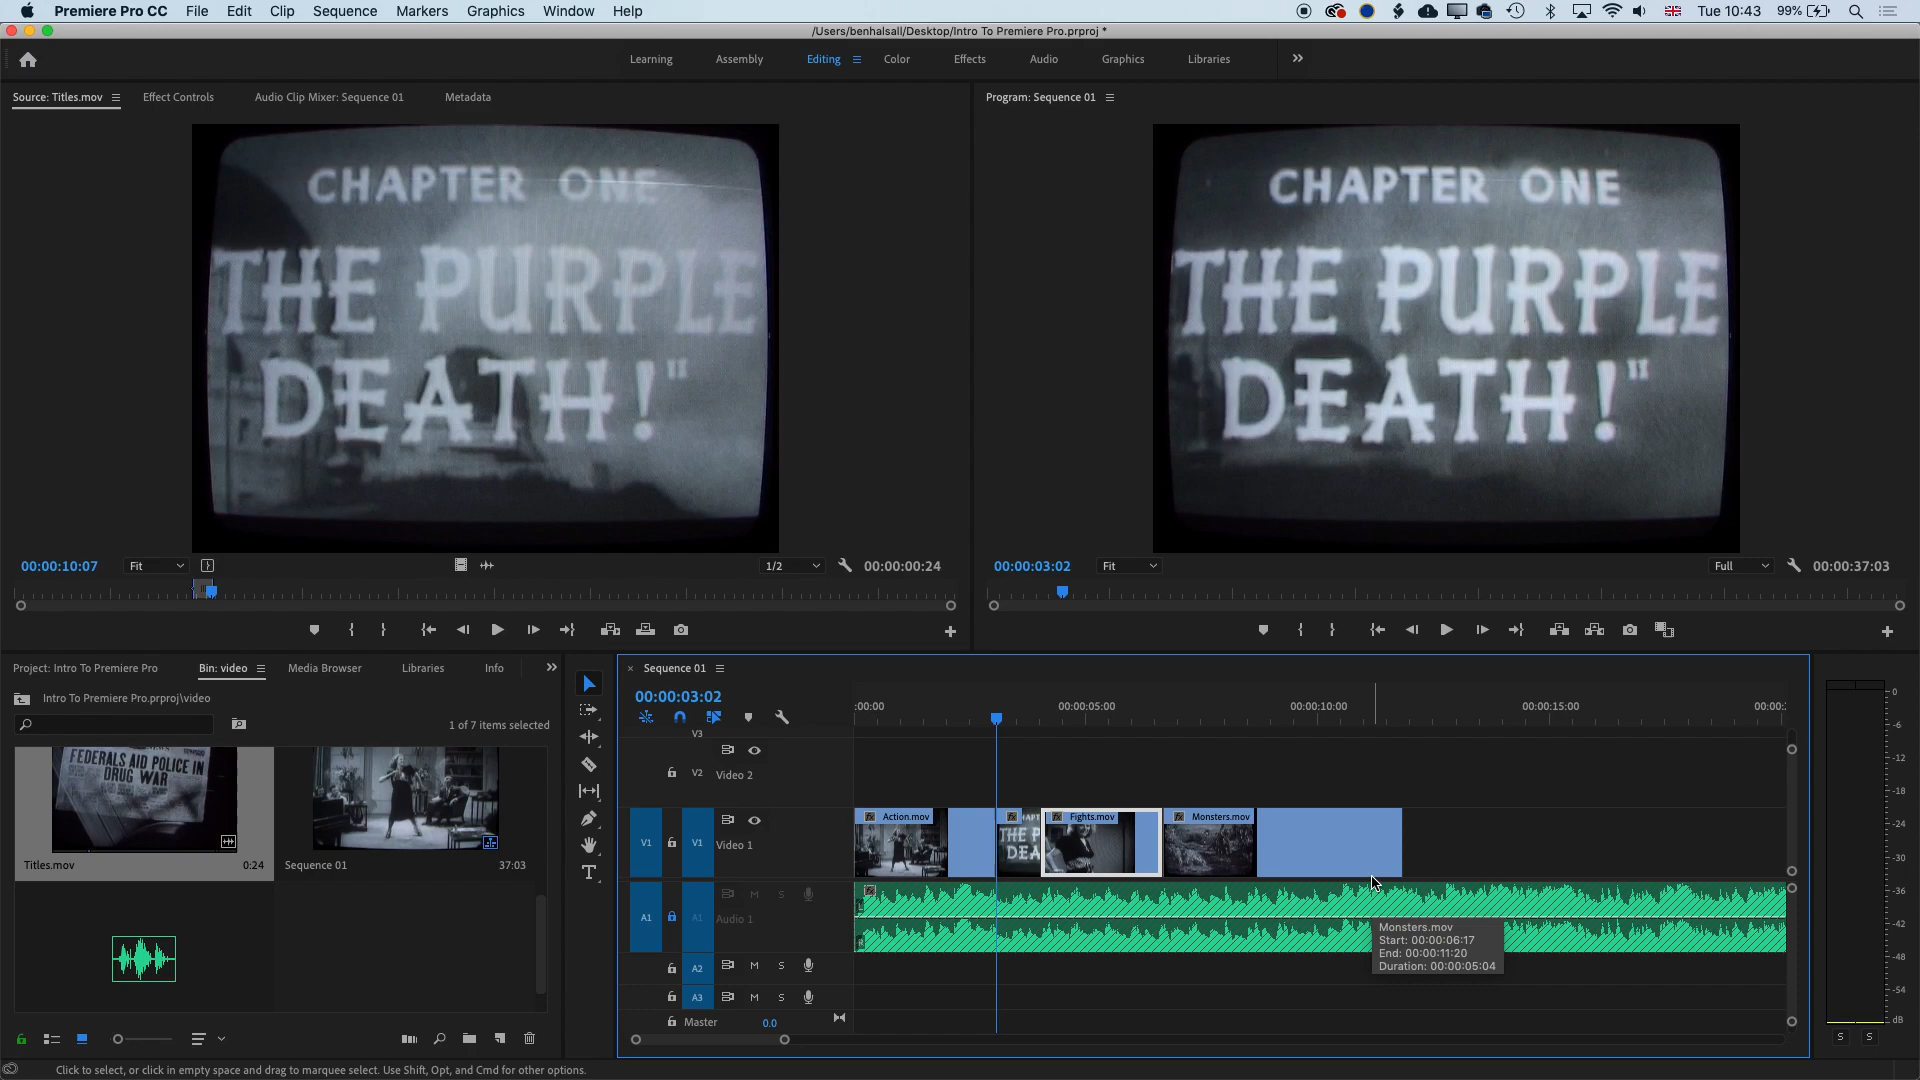 Premiere Pro CC File Edit Clip Sequence Markers Graphics Window Help Tue 10:43 99%
/Users/benhalsall/Desktop/Intro To Premiere Pro.prproj *
Learning Assembly Editing Color Effects Audio Graphics Libraries
Source: Titles.mov Effect Controls Audio Clip Mixer: Sequence 01 Metadata
Program: Sequence 01
CHAPTER ONE
THE PURPLE
DEATH!"
CHAPTER ONE
THE PURPLE
DEATH!"
00:00:10:07 Fit 1/2 00:00:00:24
00:00:03:02 Fit Full 00:00:37:03
Project: Intro To Premiere Pro Bin: video Media Browser Libraries Info
Intro To Premiere Pro.prproj\video
1 of 7 items selected
FEDERALS AID POLICE IN
DRUG WAR
Titles.mov 0:24
Sequence 01 37:03
Sequence 01
00:00:03:02
:00:00 00:00:05:00 00:00:10:00 00:00:15:00 00:00:2
V3
V2 Video 2
V1 V1 Video 1
Action.mov Fights.mov Monsters.mov
THE P
DEA
A1 A1 M S Audio 1
L
R
Monsters.mov
Start: 00:00:06:17
End: 00:00:11:20
Duration: 00:00:05:04
A2 M S
A3 M S
Master 0.0
0
-6
-12
-18
-24
-30
-36
-42
-48
-54
dB
S S
Click to select, or click in empty space and drag to marquee select. Use Shift, Opt, and Cmd for other options.